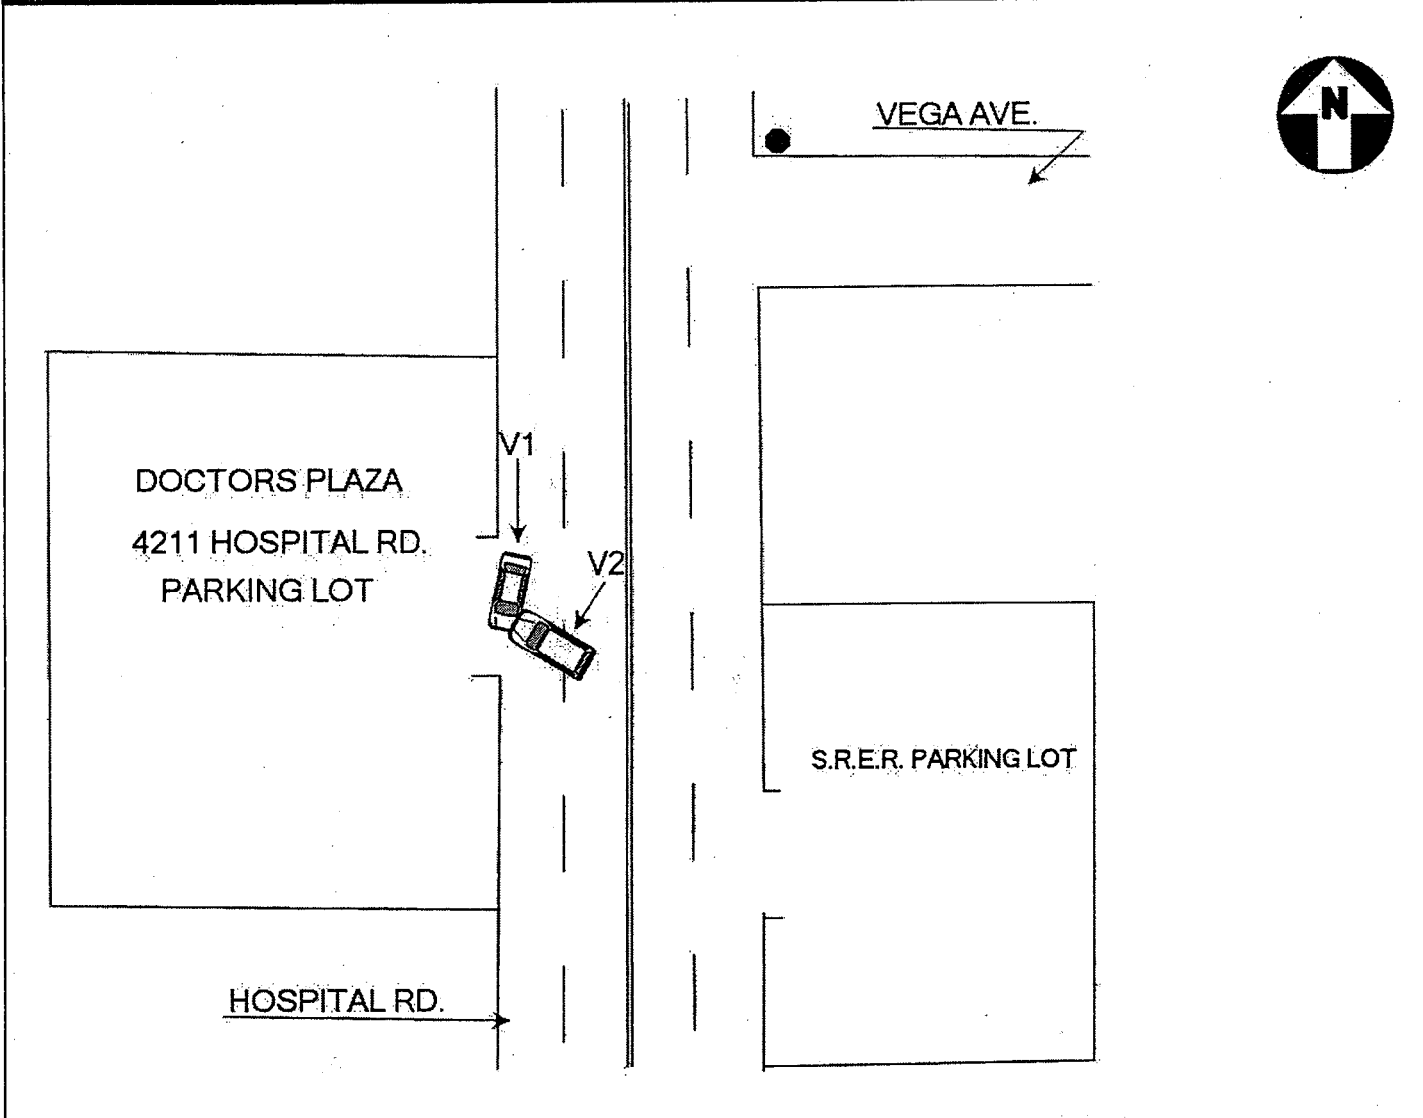 VEGA AVE.
N
V1
DOCTORS PLAZA
4211 HOSPITAL RD.
PARKING LOT
V2
S.R.E.R. PARKING LOT
HOSPITAL RD.